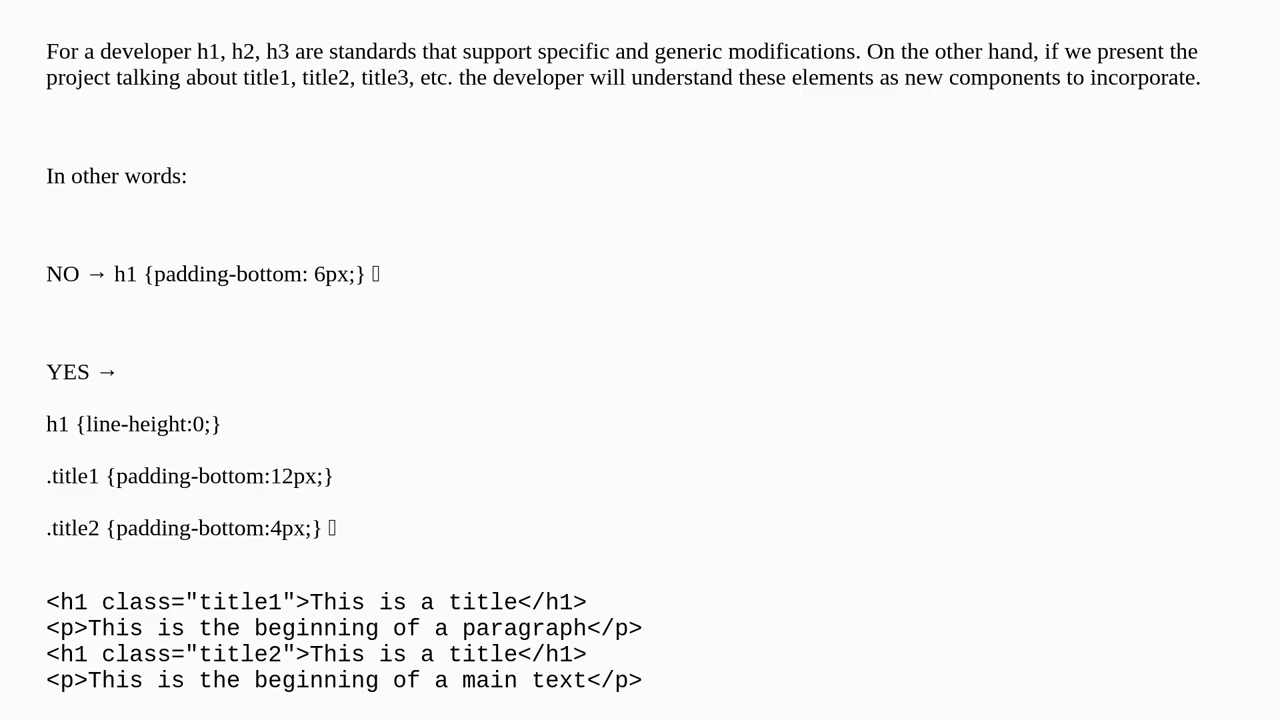 For a developer h1, h2, h3 are standards that support specific and generic modifications. On the other hand, if we present the
project talking about title1, title2, title3, etc. the developer will understand these elements as new components to incorporate.
In other words:
NO → h1 {padding-bottom: 6px;}
YES →
h1 {line-height:0;}
.title1 {padding-bottom:12px;}
.title2 {padding-bottom:4px;}
<h1 class="title1">This is a title</h1>
<p>This is the beginning of a paragraph</p>
<h1 class="title2">This is a title</h1>
<p>This is the beginning of a main text</p>